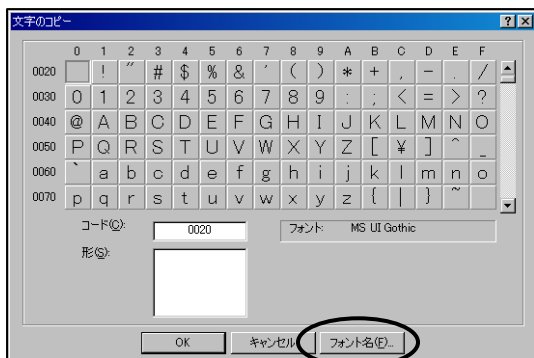 文字のコピー
0 1 2 3 4 5 6 7 8 9 A B C D E F
0020 ! " # $ % & ' ( ) * + , - . /
0030 0 1 2 3 4 5 6 7 8 9 : ; < = > ?
0040 @ A B C D E F G H I J K L M N O
0050 P Q R S T U V W X Y Z [ ¥ ] ^ _
0060 ` a b c d e f g h i j k l m n o
0070 p q r s t u v w x y z { | } ~
コード(C): 0020 フォント: MS UI Gothic
形(S):
OK キャンセル フォント名(F)...